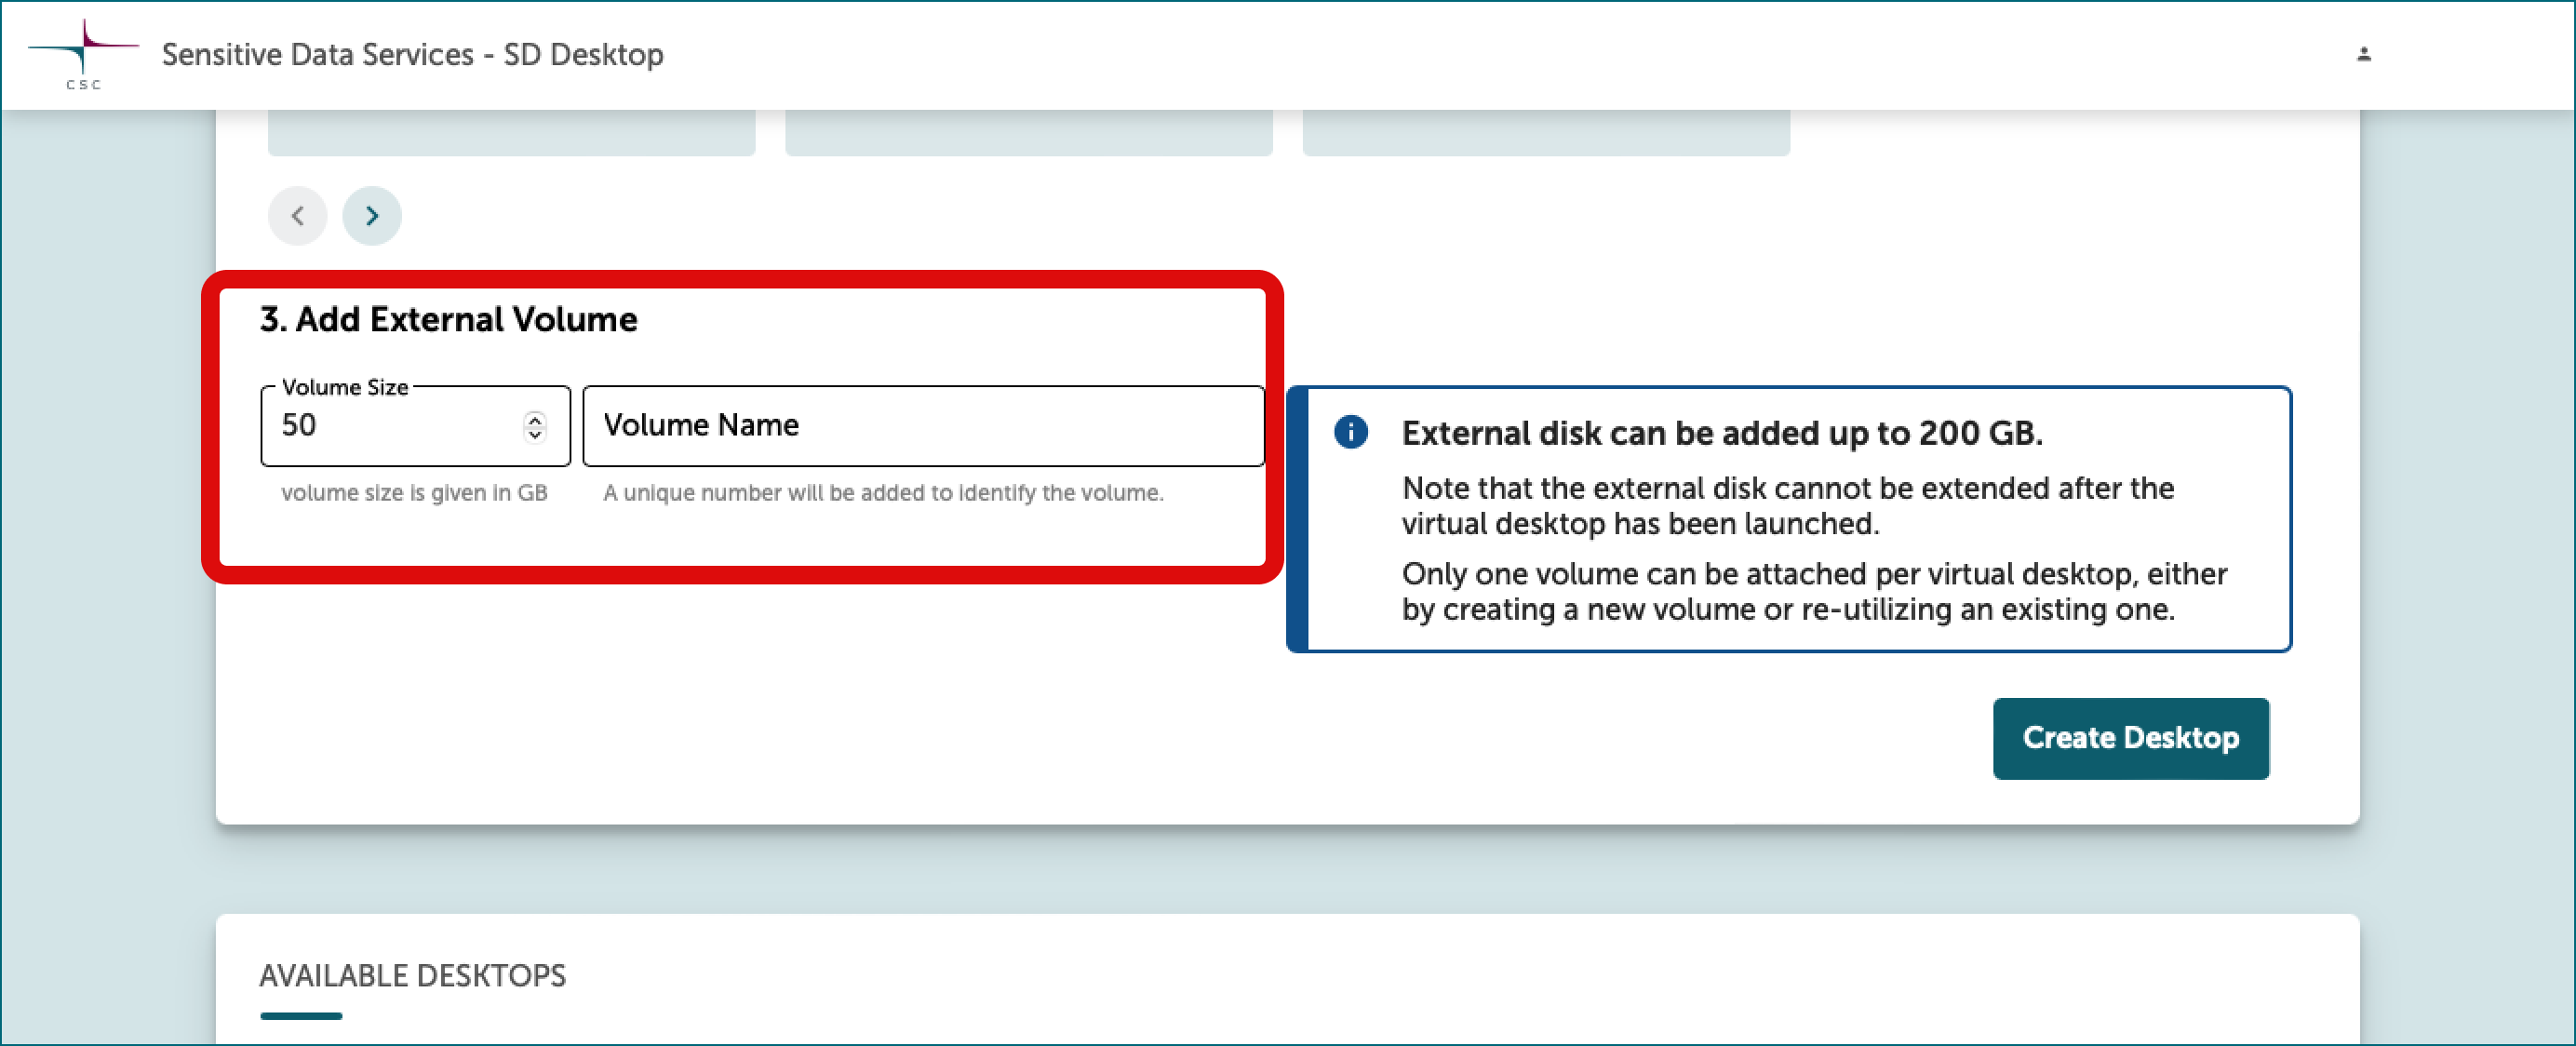 CSC
Sensitive Data Services - SD Desktop
3. Add External Volume
Volume Size
50
Volume Name
volume size is given in GB
A unique number will be added to identify the volume.
External disk can be added up to 200 GB.
Note that the external disk cannot be extended after the
virtual desktop has been launched.
Only one volume can be attached per virtual desktop, either
by creating a new volume or re-utilizing an existing one.
Create Desktop
AVAILABLE DESKTOPS